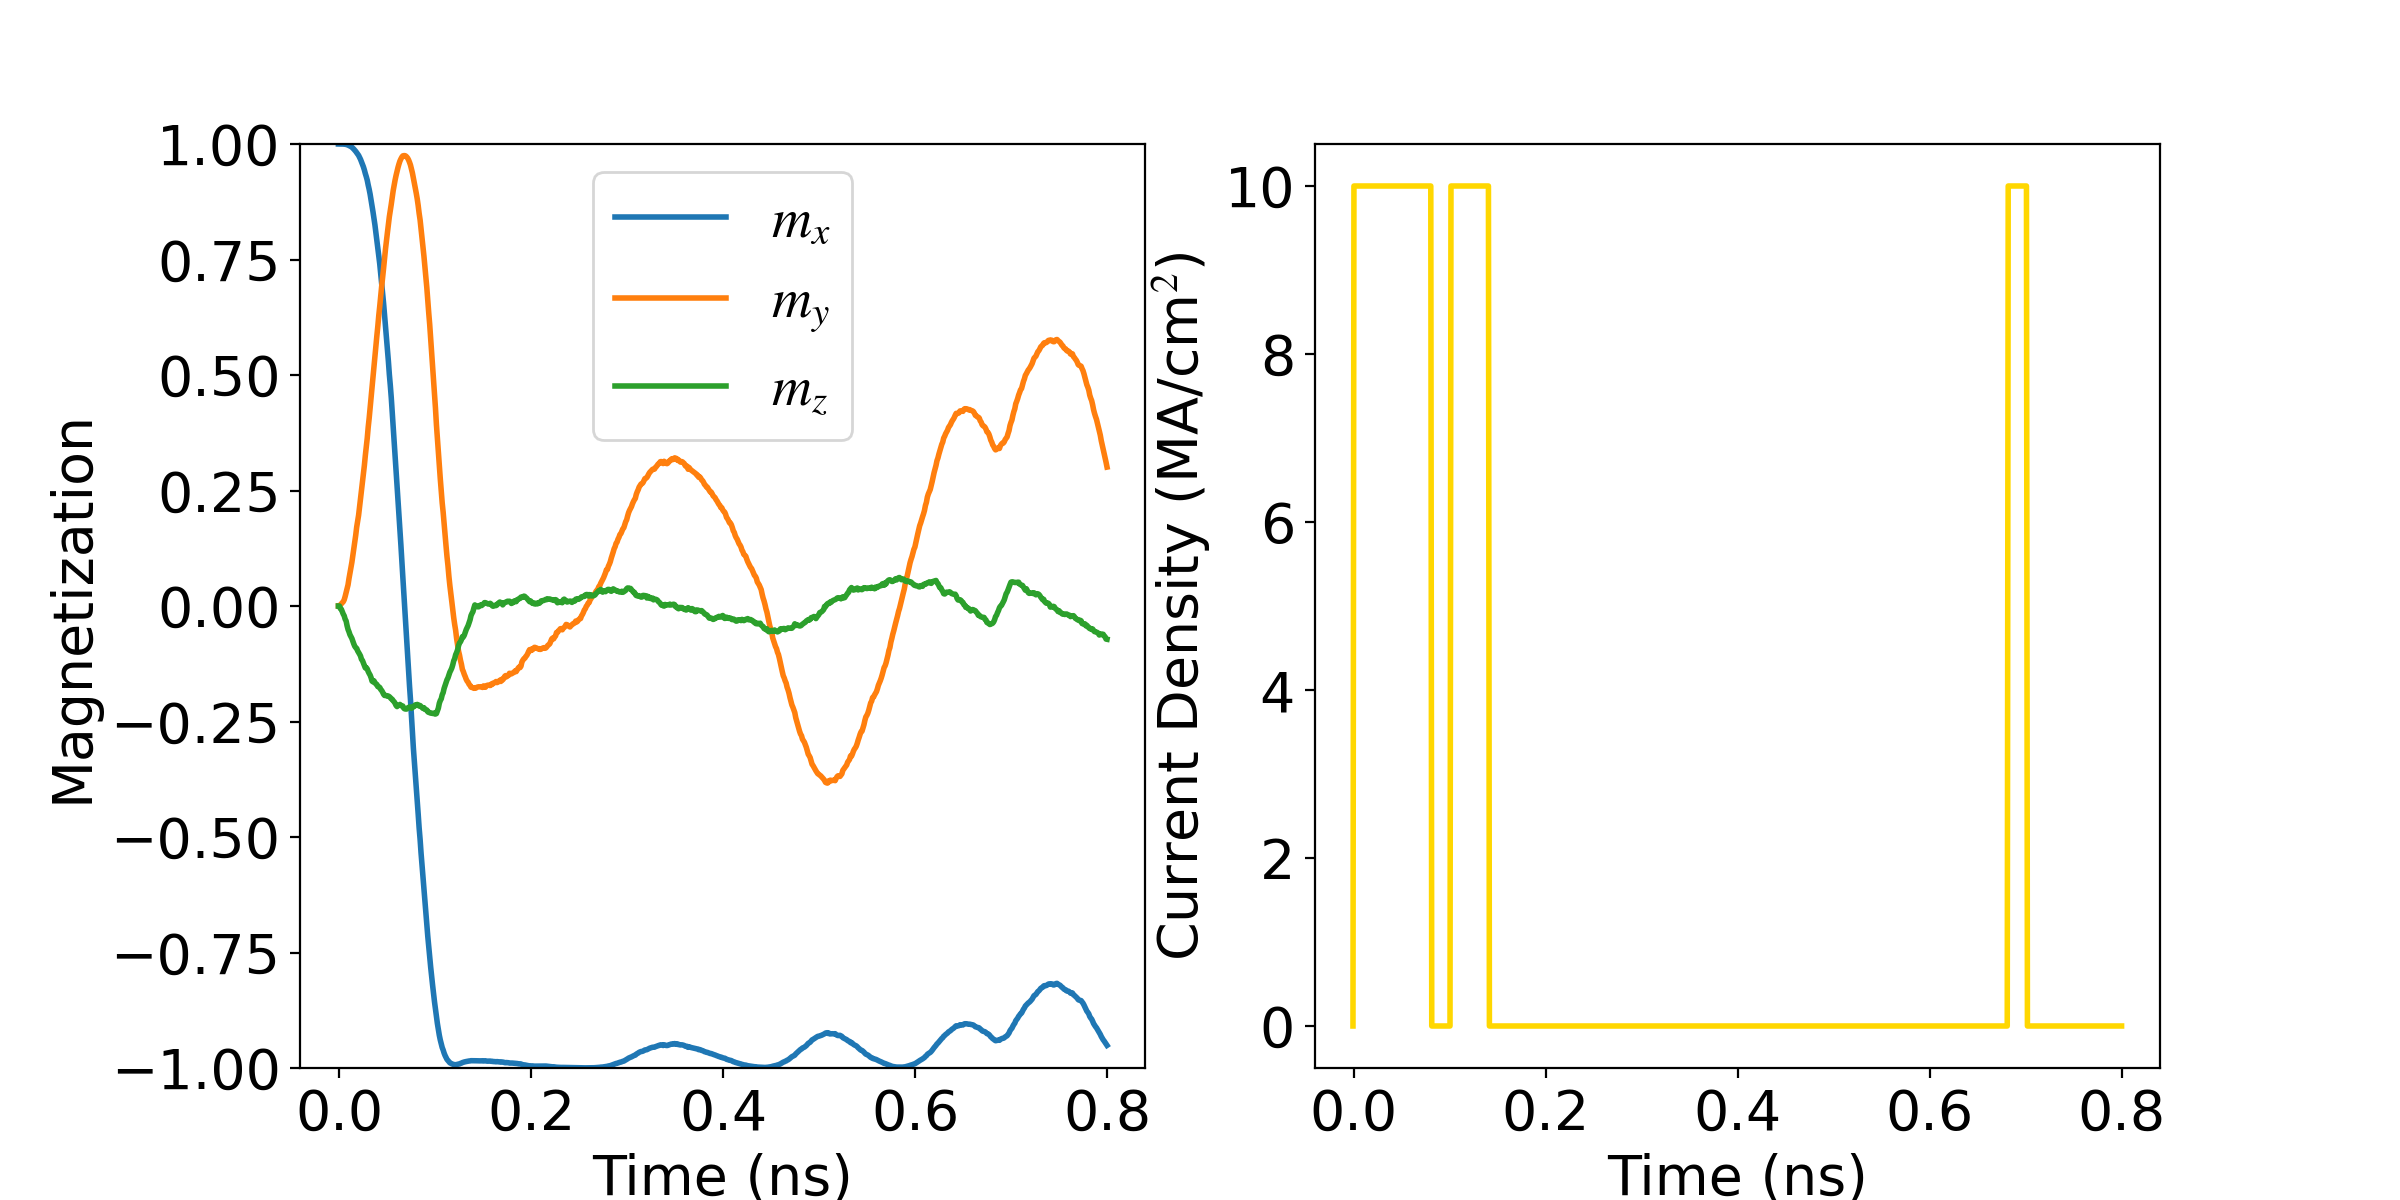 Magnetization
1.00
0.75
0.50
0.25
0.00
−0.25
−0.50
−0.75
−1.00
0.0 0.2 0.4 0.6 0.8
Time (ns)
m_x
m_y
m_z
Current Density (MA/cm²)
10
8
6
4
2
0
0.0 0.2 0.4 0.6 0.8
Time (ns)